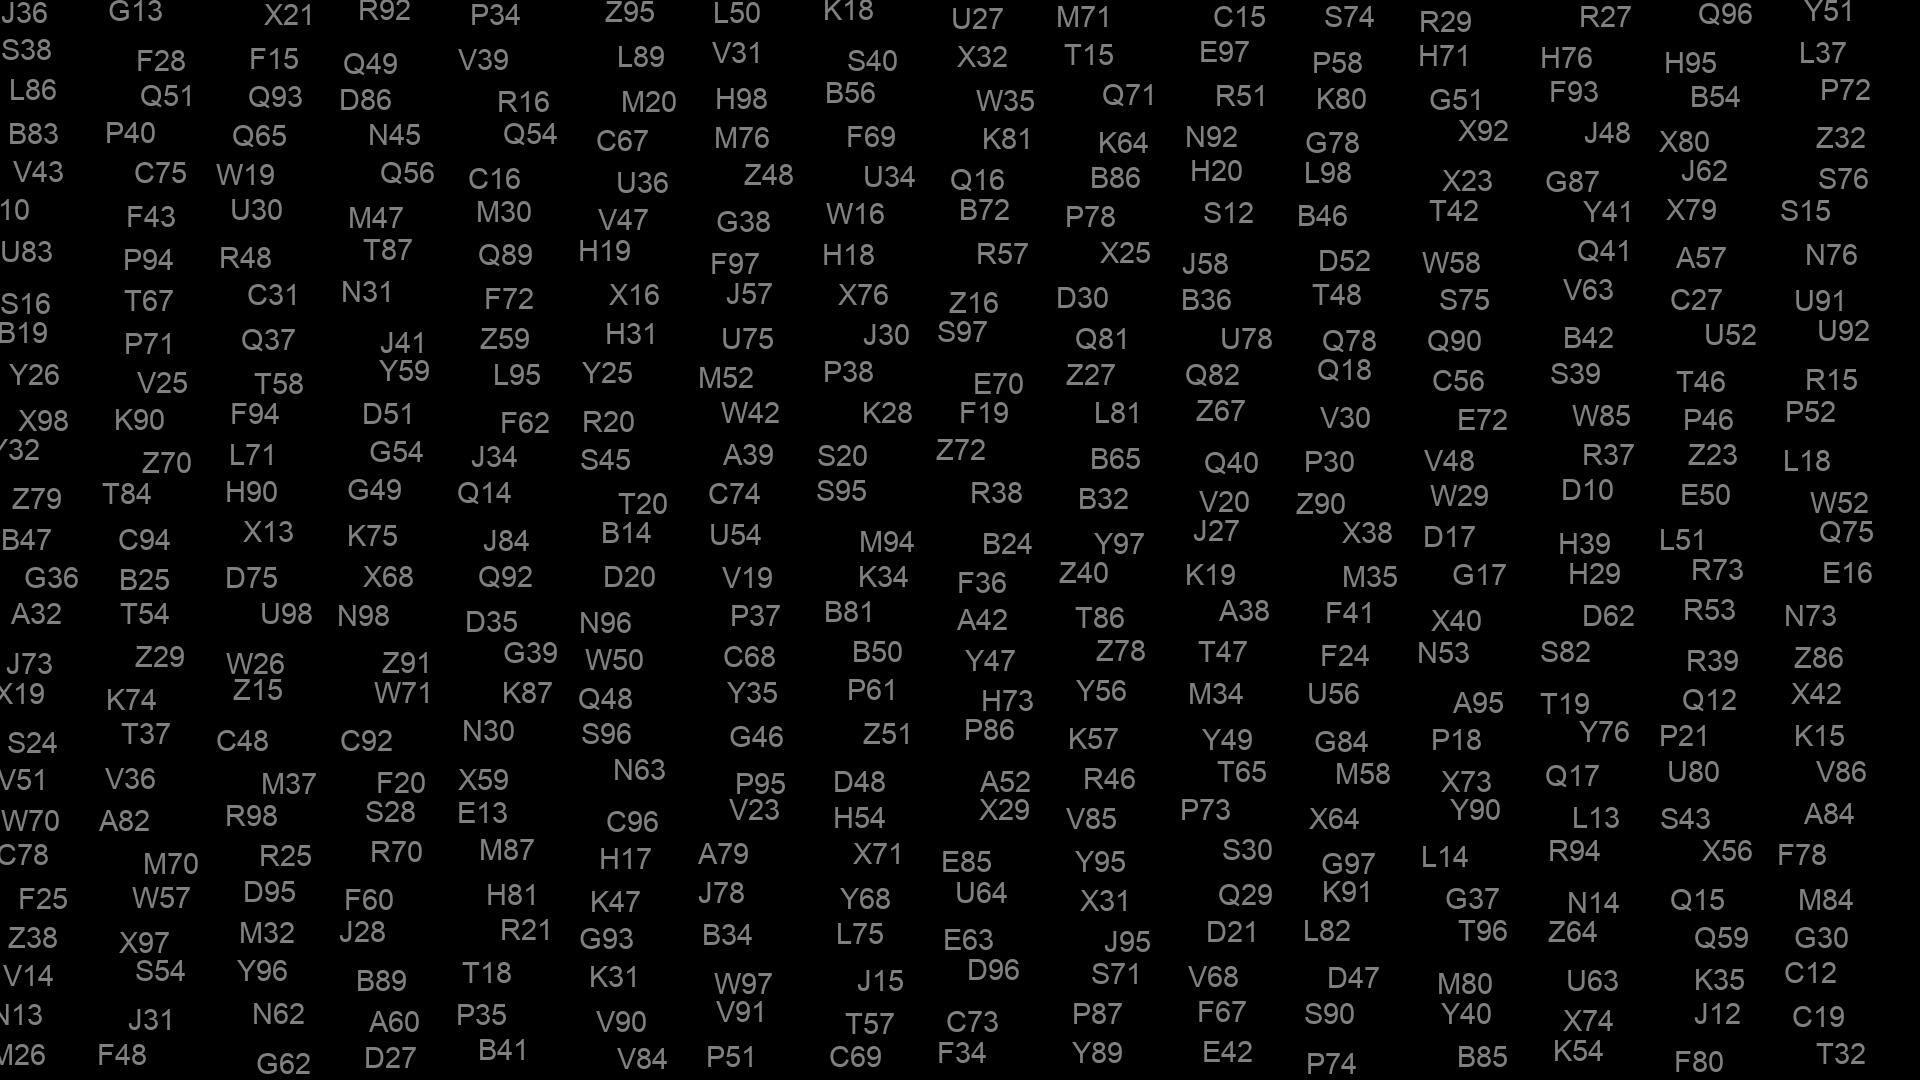 J36 G13 X21 R92 P34 Z95 L50 K18 U27 M71 C15 S74 R29 R27 Q96 Y51
S38 F28 F15 Q49 V39 L89 V31 S40 X32 T15 E97 P58 H71 H76 H95 L37
L86 Q51 Q93 D86 R16 M20 H98 B56 W35 Q71 R51 K80 G51 F93 B54 P72
B83 P40 Q65 N45 Q54 C67 M76 F69 K81 K64 N92 G78 X92 J48 X80 Z32
V43 C75 W19 Q56 C16 U36 Z48 U34 Q16 B86 H20 L98 X23 G87 J62 S76
10 F43 U30 M47 M30 V47 G38 W16 B72 P78 S12 B46 T42 Y41 X79 S15
U83 P94 R48 T87 Q89 H19 F97 H18 R57 X25 J58 D52 W58 Q41 A57 N76
S16 T67 C31 N31 F72 X16 J57 X76 Z16 D30 B36 T48 S75 V63 C27 U91
B19 P71 Q37 J41 Z59 H31 U75 J30 S97 Q81 U78 Q78 Q90 B42 U52 U92
Y26 V25 T58 Y59 L95 Y25 M52 P38 E70 Z27 Q82 Q18 C56 S39 T46 R15
X98 K90 F94 D51 F62 R20 W42 K28 F19 L81 Z67 V30 E72 W85 P46 P52
Y32 Z70 L71 G54 J34 S45 A39 S20 Z72 B65 Q40 P30 V48 R37 Z23 L18
Z79 T84 H90 G49 Q14 T20 C74 S95 R38 B32 V20 Z90 W29 D10 E50 W52
B47 C94 X13 K75 J84 B14 U54 M94 B24 Y97 J27 X38 D17 H39 L51 Q75
G36 B25 D75 X68 Q92 D20 V19 K34 F36 Z40 K19 M35 G17 H29 R73 E16
A32 T54 U98 N98 D35 N96 P37 B81 A42 T86 A38 F41 X40 D62 R53 N73
J73 Z29 W26 Z91 G39 W50 C68 B50 Y47 Z78 T47 F24 N53 S82 R39 Z86
X19 K74 Z15 W71 K87 Q48 Y35 P61 H73 Y56 M34 U56 A95 T19 Q12 X42
S24 T37 C48 C92 N30 S96 G46 Z51 P86 K57 Y49 G84 P18 Y76 P21 K15
V51 V36 M37 F20 X59 N63 P95 D48 A52 R46 T65 M58 X73 Q17 U80 V86
W70 A82 R98 S28 E13 C96 V23 H54 X29 V85 P73 X64 Y90 L13 S43 A84
C78 M70 R25 R70 M87 H17 A79 X71 E85 Y95 S30 G97 L14 R94 X56 F78
F25 W57 D95 F60 H81 K47 J78 Y68 U64 X31 Q29 K91 G37 N14 Q15 M84
Z38 X97 M32 J28 R21 G93 B34 L75 E63 J95 D21 L82 T96 Z64 Q59 G30
V14 S54 Y96 B89 T18 K31 W97 J15 D96 S71 V68 D47 M80 U63 K35 C12
N13 J31 N62 A60 P35 V90 V91 T57 C73 P87 F67 S90 Y40 X74 J12 C19
M26 F48 G62 D27 B41 V84 P51 C69 F34 Y89 E42 P74 B85 K54 F80 T32